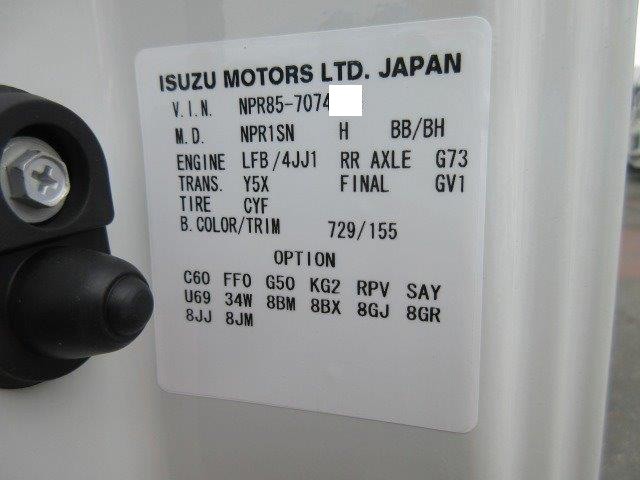 ISUZU MOTORS LTD. JAPAN
V.I.N. NPR85-7074
M.D. NPR1SN H BB/BH
ENGINE LFB/4JJ1 RR AXLE G73
TRANS. Y5X FINAL GV1
TIRE CYF
B.COLOR/TRIM 729/155
OPTION
C60 FF0 G50 KG2 RPV SAY
U69 34W 8BM 8BX 8GJ 8GR
8JJ 8JM